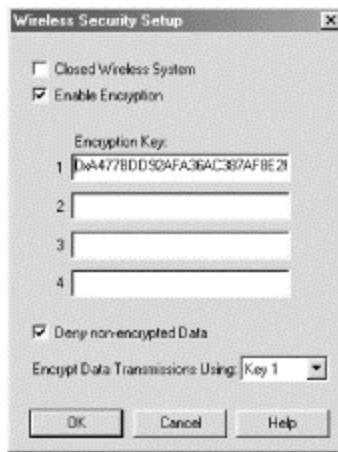 Wireless Security Setup
Closed Wireless System
Enable Encryption
Encryption Key:
1 0xA477BDD92AFA36AC387AF8E2
2
3
4
Deny non-encrypted Data
Encrypt Data Transmissions Using: Key 1
OK Cancel Help